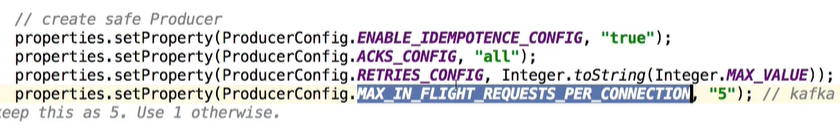 // create safe Producer
properties.setProperty(ProducerConfig.ENABLE_IDEMPOTENCE_CONFIG, "true");
properties.setProperty(ProducerConfig.ACKS_CONFIG, "all");
properties.setProperty(ProducerConfig.RETRIES_CONFIG, Integer.toString(Integer.MAX_VALUE));
properties.setProperty(ProducerConfig.MAX_IN_FLIGHT_REQUESTS_PER_CONNECTION, "5"); // kafka
eep this as 5. Use 1 otherwise.